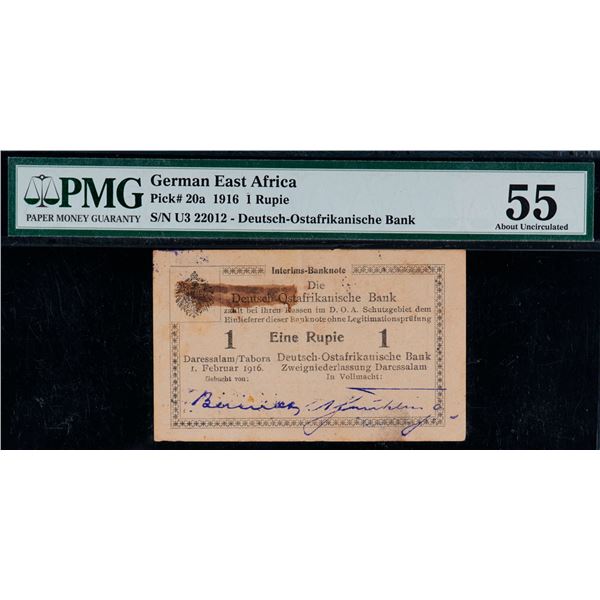 PMG
PAPER MONEY GUARANTY
German East Africa
Pick# 20a 1916 1 Rupie
S/N U3 22012 - Deutsch-Ostafrikanische Bank
55
About Uncirculated
Interims-Banknote
Die
Deutsch-Ostafrikanische Bank
zahlt bei ihren Kassen im D. O. A. Schutzgebiet dem
Einlieferer dieser Banknote ohne Legitimationsprüfung
1 Eine Rupie 1
Daressalam/Tabora Deutsch-Ostafrikanische Bank
1. Februar 1916. Zweigniederlassung Daressalam
Gebucht von: In Vollmacht: